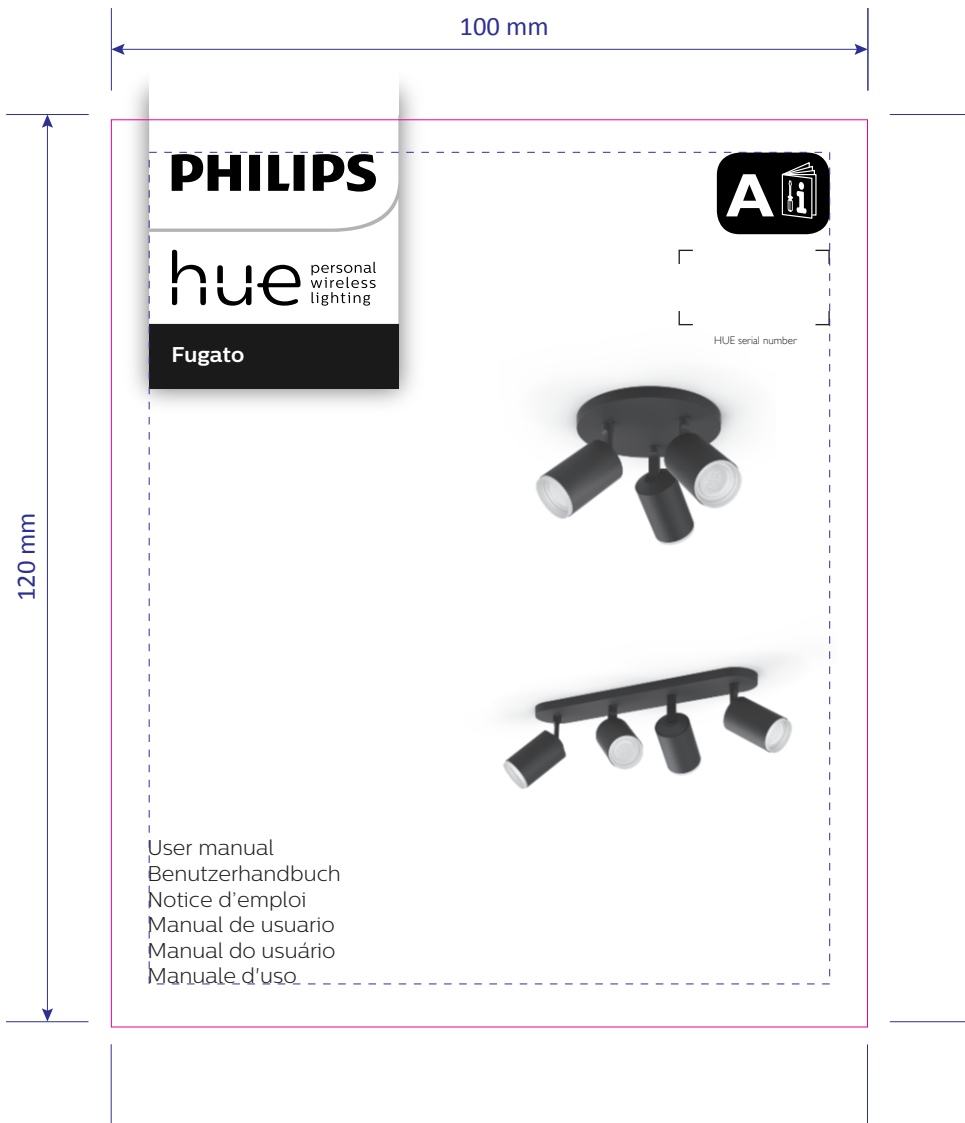 100 mm
120 mm
PHILIPS
hue personal
wireless
lighting
Fugato
A i
HUE serial number
User manual
Benutzerhandbuch
Notice d’emploi
Manual de usuario
Manual do usuário
Manuale d'uso